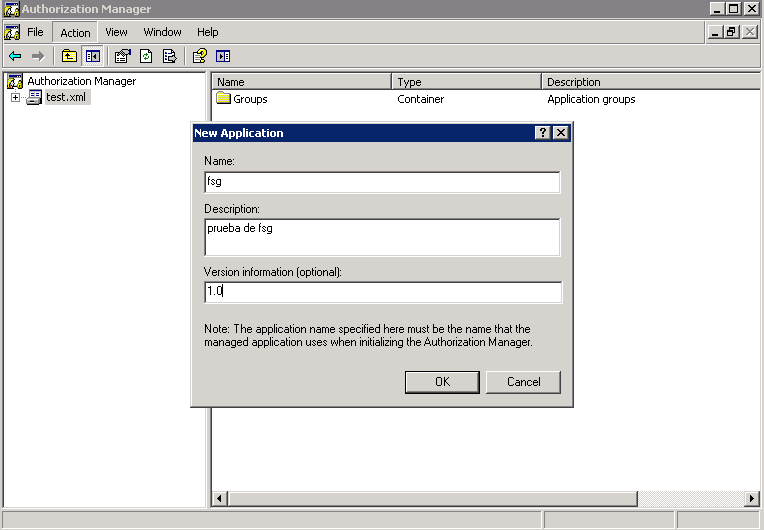 Authorization Manager
File Action View Window Help
Authorization Manager
test.xml
Name Type Description
Groups Container Application groups
New Application
Name:
fsg
Description:
prueba de fsg
Version information (optional):
1.0
Note: The application name specified here must be the name that the
managed application uses when initializing the Authorization Manager.
OK Cancel